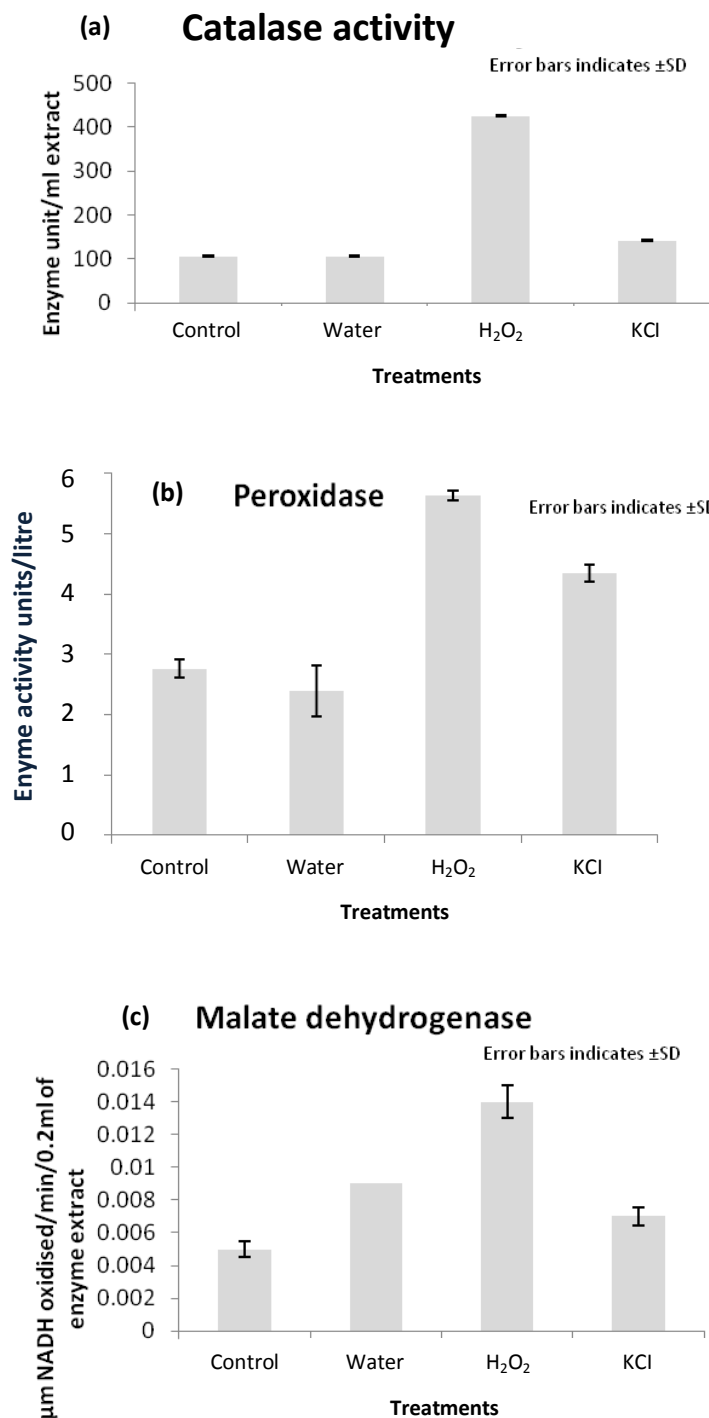 (a) Catalase activity
Error bars indicates ±SD
Enzyme unit/ml extract
500
400
300
200
100
0
Control Water H₂O₂ KCl
Treatments
(b) Peroxidase
Error bars indicates ±SD
Enyme activity units/litre
6
5
4
3
2
1
0
Control Water H₂O₂ KCl
Treatments
(c) Malate dehydrogenase
Error bars indicates ±SD
µm NADH oxidised/min/0.2ml of
enzyme extract
0.016
0.014
0.012
0.01
0.008
0.006
0.004
0.002
0
Control Water H₂O₂ KCl
Treatments